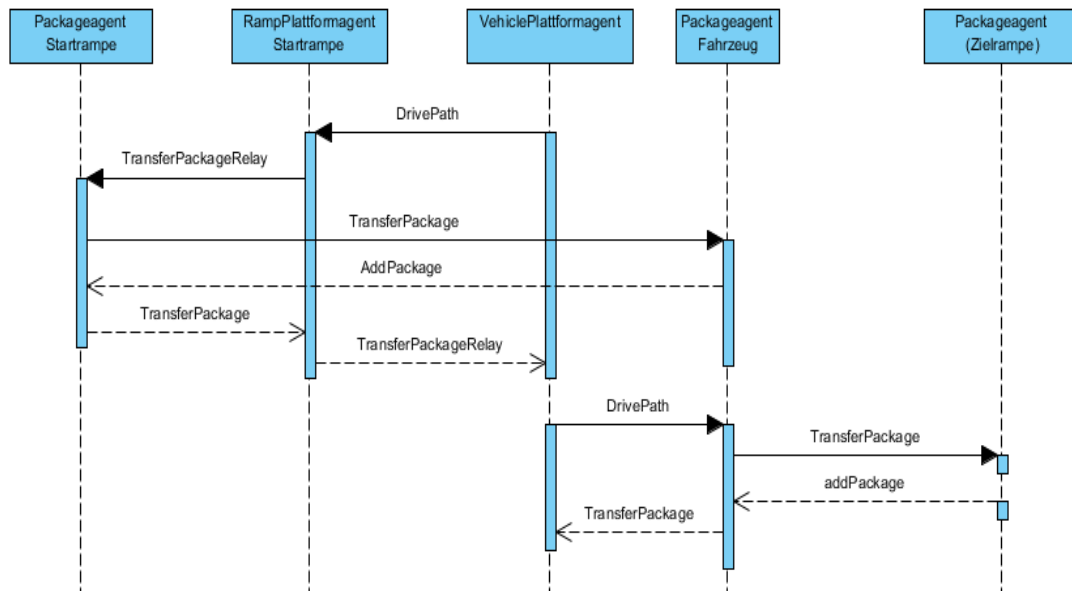 Packageagent
Startrampe
RampPlattformagent
Startrampe
VehiclePlattformagent
Packageagent
Fahrzeug
Packageagent
(Zielrampe)
DrivePath
TransferPackageRelay
TransferPackage
AddPackage
TransferPackage
TransferPackageRelay
DrivePath
TransferPackage
addPackage
TransferPackage